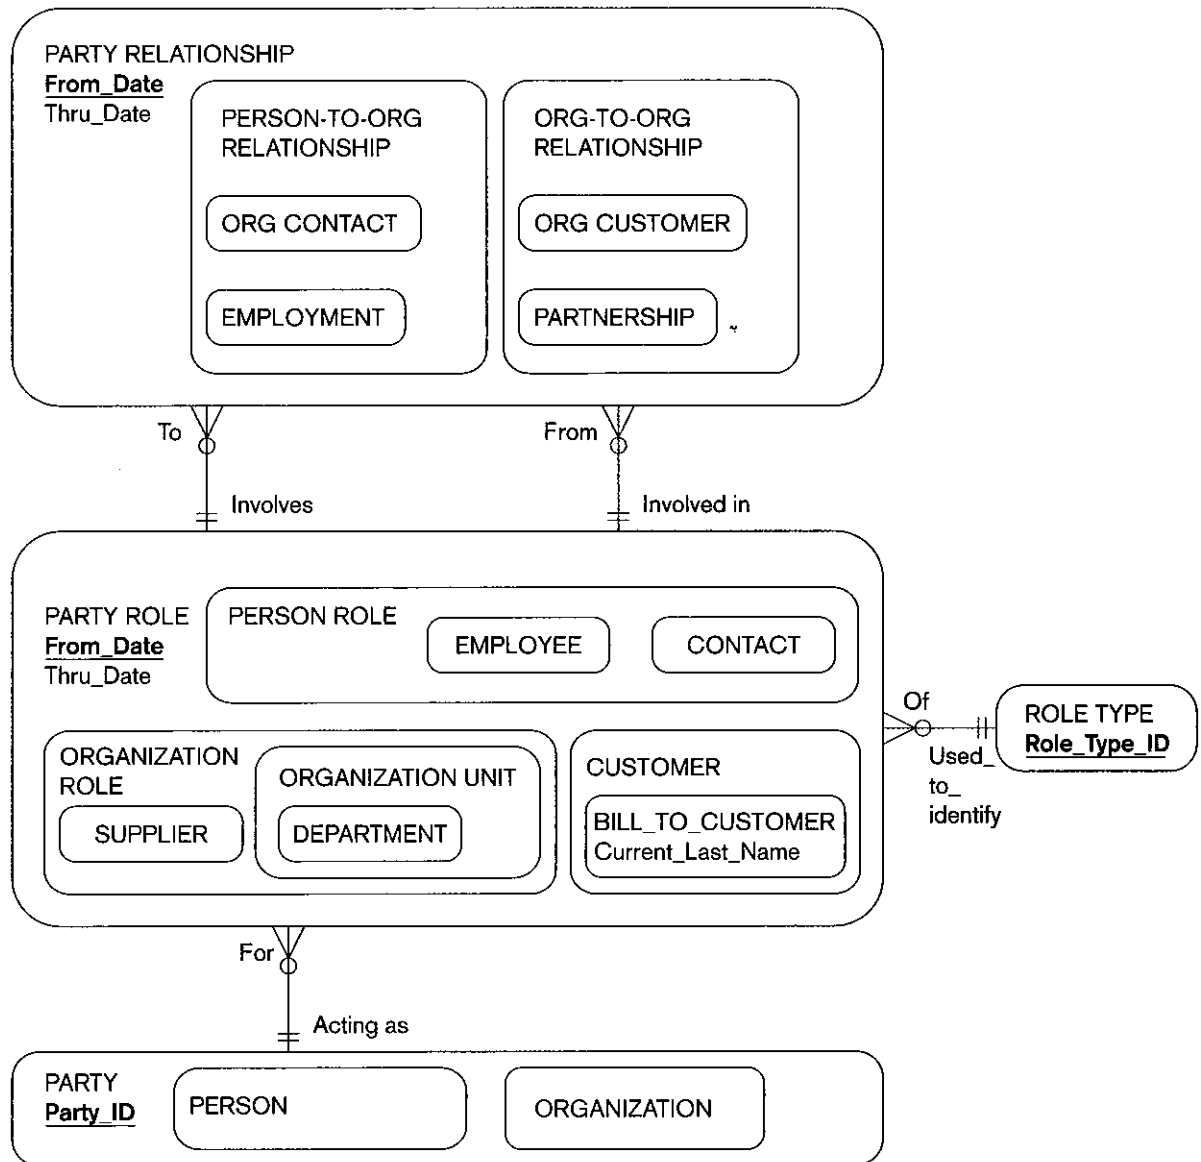 PARTY RELATIONSHIP
From_Date
Thru_Date
PERSON-TO-ORG
RELATIONSHIP
ORG CONTACT
EMPLOYMENT
ORG-TO-ORG
RELATIONSHIP
ORG CUSTOMER
PARTNERSHIP
To
From
Involves
Involved in
PARTY ROLE
From_Date
Thru_Date
PERSON ROLE
EMPLOYEE
CONTACT
ORGANIZATION
ROLE
SUPPLIER
ORGANIZATION UNIT
DEPARTMENT
CUSTOMER
BILL_TO_CUSTOMER
Current_Last_Name
Of
Used_
to_
identify
ROLE TYPE
Role_Type_ID
For
Acting as
PARTY
Party_ID
PERSON
ORGANIZATION